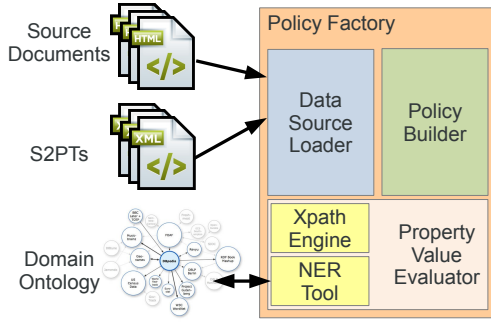 Source
Documents
HTML
</>
S2PTs
XML
</>
Domain
Ontology
DBpedia
Policy Factory
Data
Source
Loader
Policy
Builder
Xpath
Engine
NER
Tool
Property
Value
Evaluator